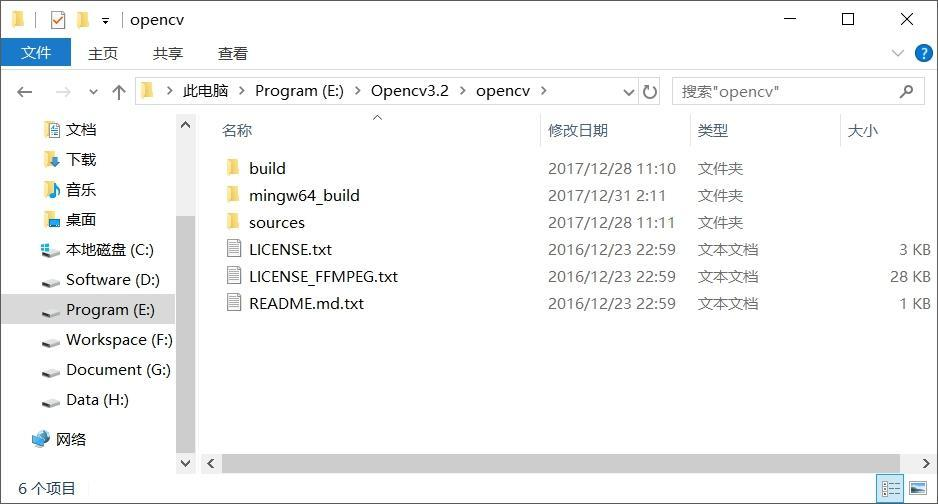 opencv
文件 主页 共享 查看
此电脑 Program (E:) Opencv3.2 opencv 搜索"opencv"
名称 修改日期 类型 大小
文档
下载
音乐
桌面
本地磁盘 (C:)
Software (D:)
Program (E:)
Workspace (F:)
Document (G:)
Data (H:)
网络
build 2017/12/28 11:10 文件夹
mingw64_build 2017/12/31 2:11 文件夹
sources 2017/12/28 11:11 文件夹
LICENSE.txt 2016/12/23 22:59 文本文档 3 KB
LICENSE_FFMPEG.txt 2016/12/23 22:59 文本文档 28 KB
README.md.txt 2016/12/23 22:59 文本文档 1 KB
6 个项目